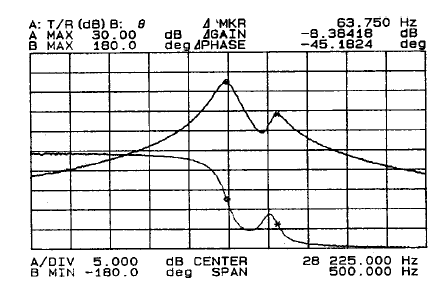 A: T/R (dB) B: θ Δ MKR 63.750 Hz
A MAX 30.00 dB ΔGAIN -8.38418 dB
B MAX 180.0 deg ΔPHASE -45.1824 deg
A/DIV 5.000 dB CENTER 28 225.000 Hz
B MIN -180.0 deg SPAN 500.000 Hz